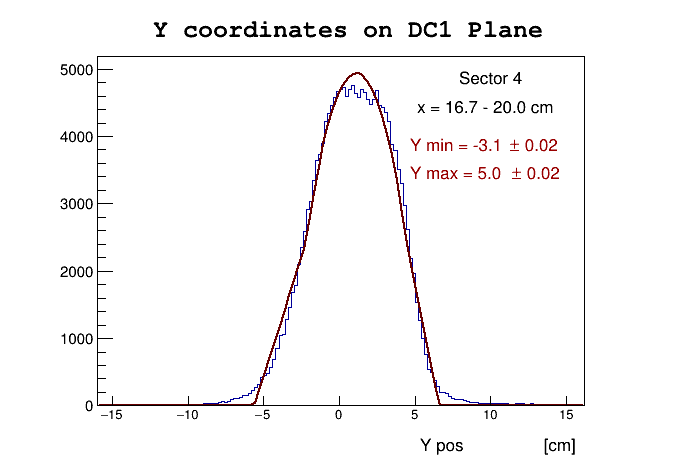 Y coordinates on DC1 Plane
Sector 4
x = 16.7 - 20.0 cm
Y min = -3.1 ± 0.02
Y max = 5.0 ± 0.02
5000
4000
3000
2000
1000
0
−15 −10 −5 0 5 10 15
Y pos [cm]